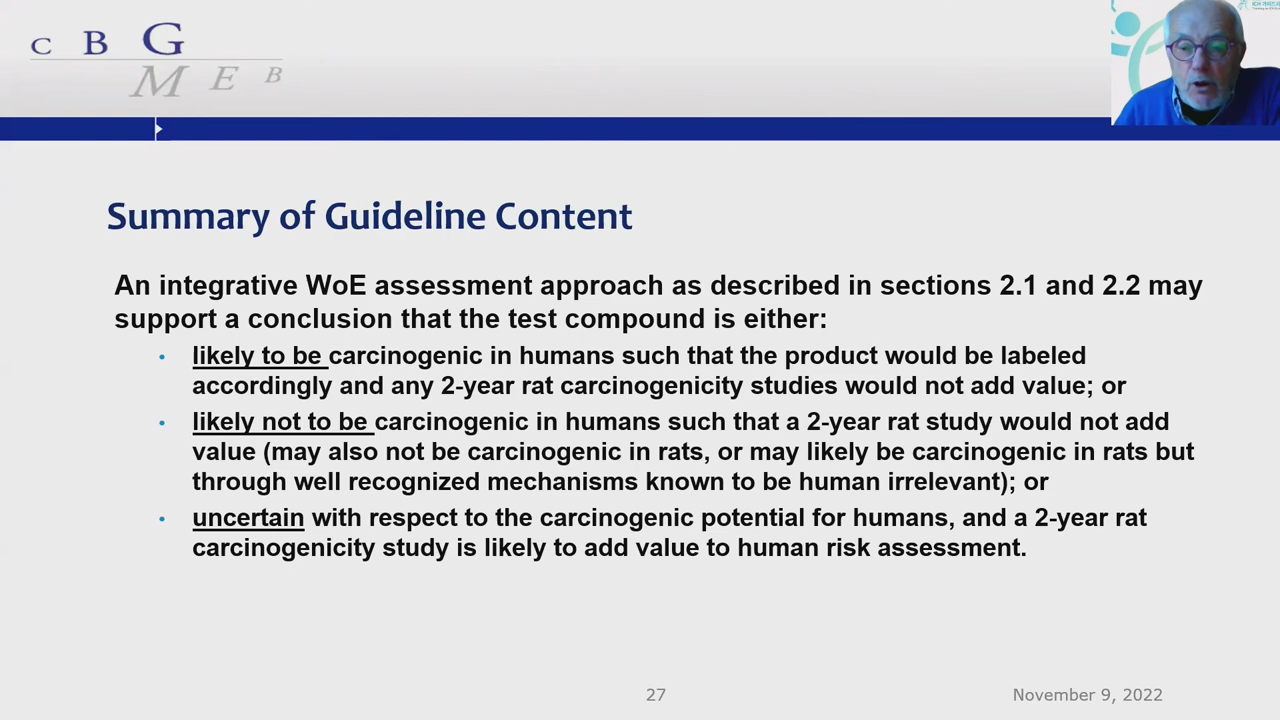 C B G
M E B
Summary of Guideline Content
An integrative WoE assessment approach as described in sections 2.1 and 2.2 may
support a conclusion that the test compound is either:
• likely to be carcinogenic in humans such that the product would be labeled
accordingly and any 2-year rat carcinogenicity studies would not add value; or
• likely not to be carcinogenic in humans such that a 2-year rat study would not add
value (may also not be carcinogenic in rats, or may likely be carcinogenic in rats but
through well recognized mechanisms known to be human irrelevant); or
• uncertain with respect to the carcinogenic potential for humans, and a 2-year rat
carcinogenicity study is likely to add value to human risk assessment.
27
November 9, 2022